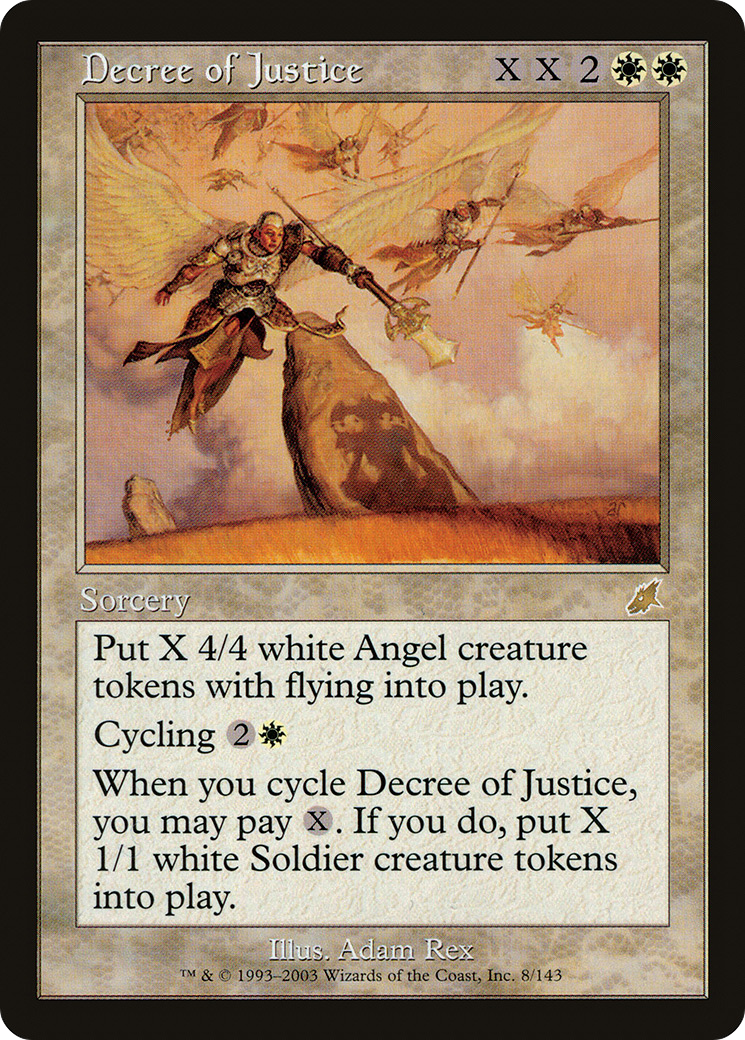 Decree of Justice X X 2
Sorcery
Put X 4/4 white Angel creature
tokens with flying into play.
Cycling 2
When you cycle Decree of Justice,
you may pay X. If you do, put X
1/1 white Soldier creature tokens
into play.
Illus. Adam Rex
™ & © 1993–2003 Wizards of the Coast, Inc. 8/143